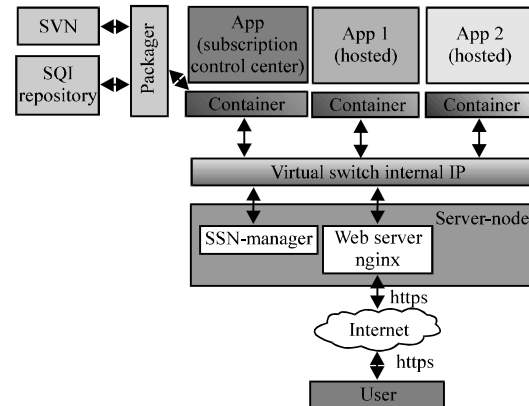 SVN
SQI
repository
Packager
App
(subscription
control center)
App 1
(hosted)
App 2
(hosted)
Container
Container
Container
Virtual switch internal IP
Server-node
SSN-manager
Web server
nginx
https
Internet
https
User